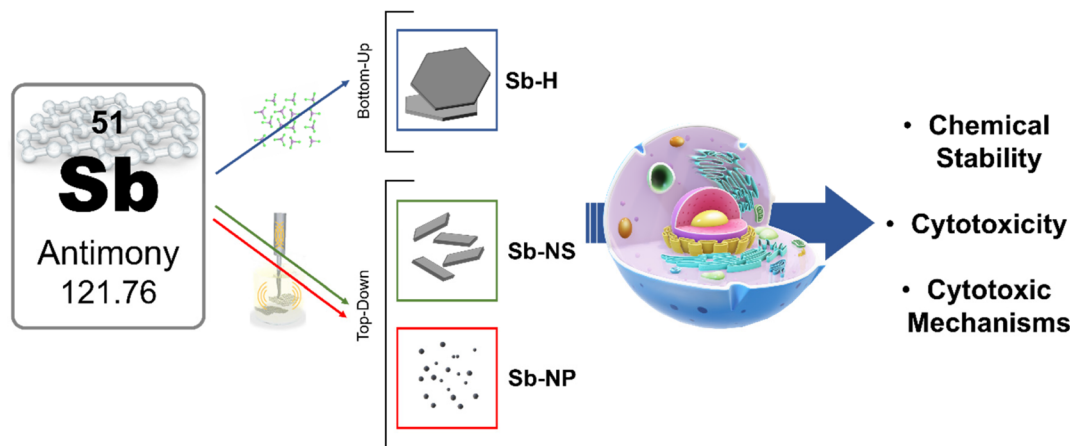 51
Sb
Antimony
121.76
Bottom-Up
Top-Down
Sb-H
Sb-NS
Sb-NP
• Chemical
Stability
• Cytotoxicity
• Cytotoxic
Mechanisms